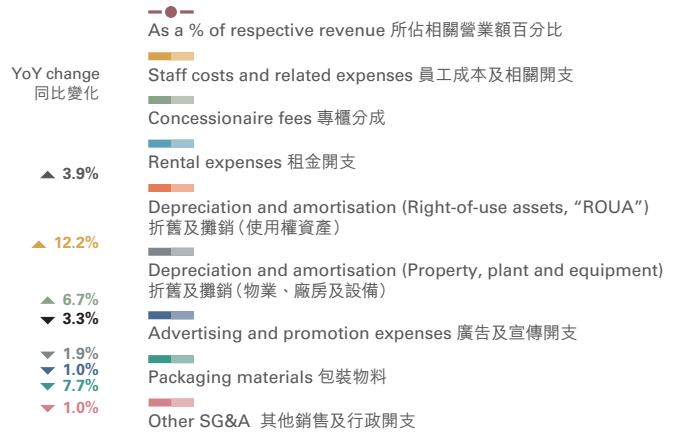 As a % of respective revenue 所佔相關營業額百分比
YoY change
同比變化
Staff costs and related expenses 員工成本及相關開支
Concessionaire fees 專櫃分成
Rental expenses 租金開支
▲ 3.9%
Depreciation and amortisation (Right-of-use assets, “ROUA”)
折舊及攤銷（使用權資產）
▲ 12.2%
Depreciation and amortisation (Property, plant and equipment)
折舊及攤銷（物業、廠房及設備）
▲ 6.7%
▼ 3.3%
Advertising and promotion expenses 廣告及宣傳開支
▼ 1.9%
▼ 1.0%
▼ 7.7%
Packaging materials 包裝物料
▼ 1.0%
Other SG&A 其他銷售及行政開支